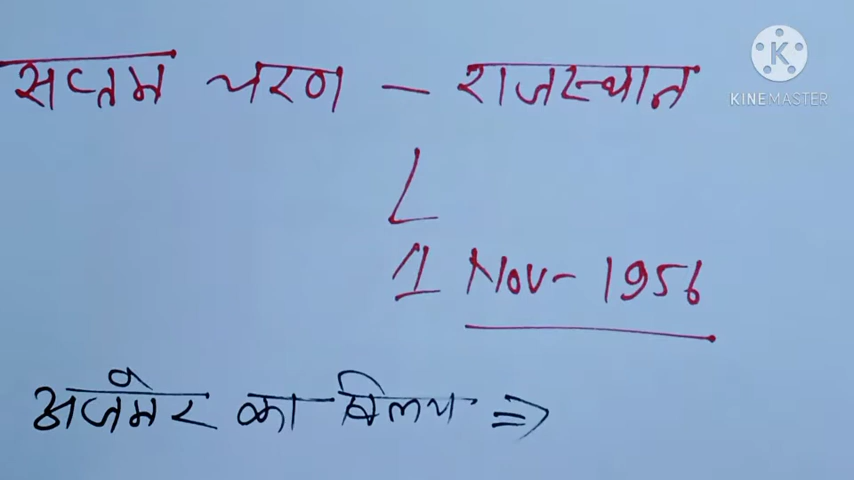 सप्तम चरण - राजस्थान
KINEMASTER
1 Nov- 1956
अजमेर का विलय ⇒